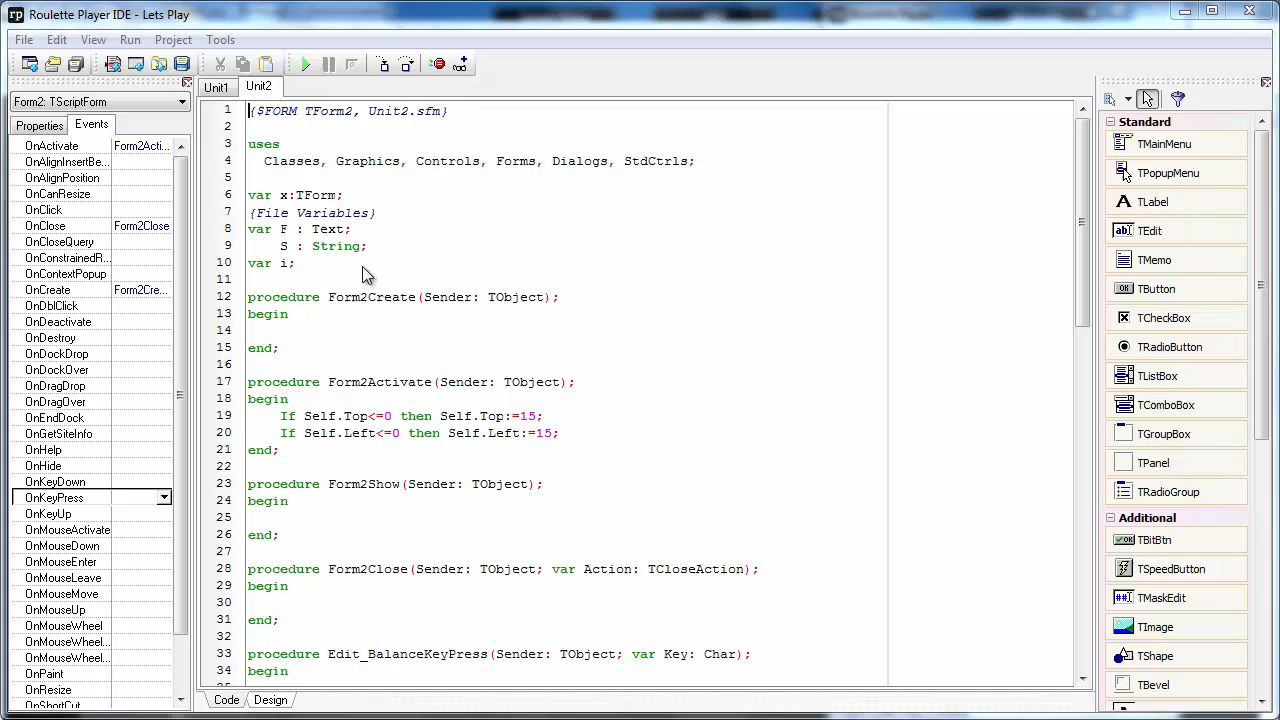 rp Roulette Player IDE - Lets Play
File Edit View Run Project Tools
Unit1 Unit2
Form2: TScriptForm
Properties Events
OnActivate Form2Acti...
OnAlignInsertBe...
OnAlignPosition
OnCanResize
OnClick
OnClose Form2Close
OnCloseQuery
OnConstrainedR...
OnContextPopup
OnCreate Form2Cre...
OnDblClick
OnDeactivate
OnDestroy
OnDockDrop
OnDockOver
OnDragDrop
OnDragOver
OnEndDock
OnGetSiteInfo
OnHelp
OnHide
OnKeyDown
OnKeyPress
OnKeyUp
OnMouseActivate
OnMouseDown
OnMouseEnter
OnMouseLeave
OnMouseMove
OnMouseUp
OnMouseWheel
OnMouseWheel...
OnMouseWheel...
OnPaint
OnResize
OnShortCut
1 {$FORM TForm2, Unit2.sfm}
2
3 uses
4 Classes, Graphics, Controls, Forms, Dialogs, StdCtrls;
5
6 var x:TForm;
7 {File Variables}
8 var F : Text;
9 S : String;
10 var i;
11
12 procedure Form2Create(Sender: TObject);
13 begin
14
15 end;
16
17 procedure Form2Activate(Sender: TObject);
18 begin
19 If Self.Top<=0 then Self.Top:=15;
20 If Self.Left<=0 then Self.Left:=15;
21 end;
22
23 procedure Form2Show(Sender: TObject);
24 begin
25
26 end;
27
28 procedure Form2Close(Sender: TObject; var Action: TCloseAction);
29 begin
30
31 end;
32
33 procedure Edit_BalanceKeyPress(Sender: TObject; var Key: Char);
34 begin
Code Design
Standard
TMainMenu
TPopupMenu
A TLabel
ab TEdit
TMemo
OK TButton
TCheckBox
TRadioButton
TListBox
TComboBox
TGroupBox
TPanel
TRadioGroup
Additional
OK TBitBtn
TSpeedButton
## TMaskEdit
TImage
TShape
TBevel